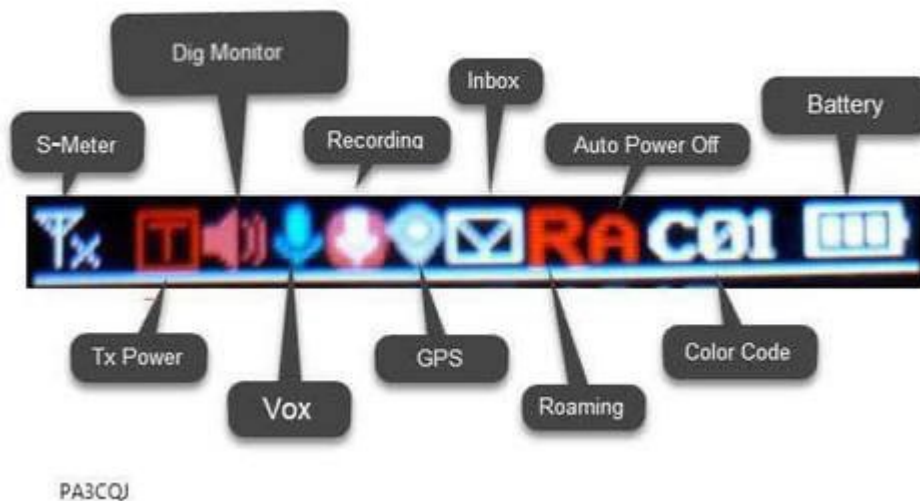 Dig Monitor
Inbox
Battery
S-Meter
Recording
Auto Power Off
T RA C01
Tx Power
GPS
Color Code
Vox
Roaming
PA3CQJ